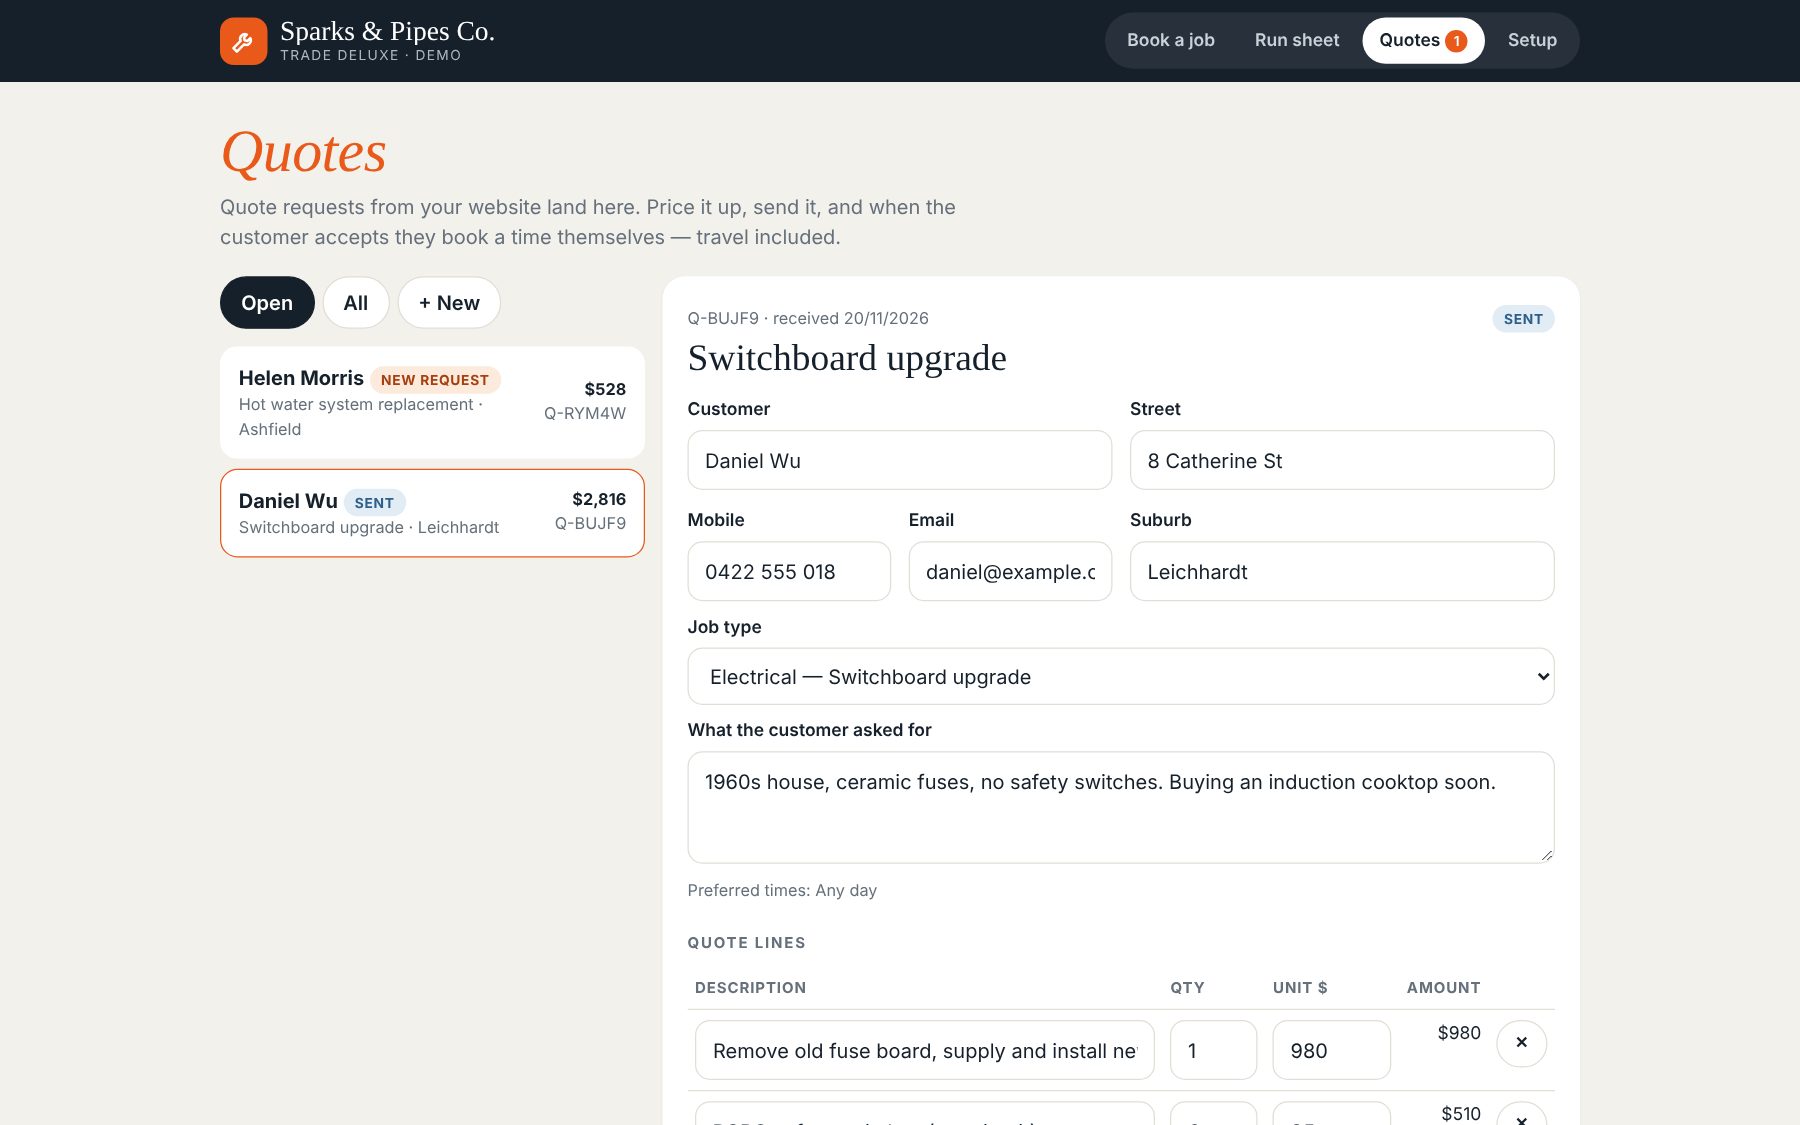 Sparks & Pipes Co.
TRADE DELUXE · DEMO
Book a job
Run sheet
Quotes 1
Setup
Quotes
Quote requests from your website land here. Price it up, send it, and when the
customer accepts they book a time themselves — travel included.
Open
All
+ New
Helen Morris NEW REQUEST
Hot water system replacement ·
Ashfield
$528
Q-RYM4W
Daniel Wu SENT
Switchboard upgrade · Leichhardt
$2,816
Q-BUJF9
Q-BUJF9 · received 20/11/2026
SENT
Switchboard upgrade
Customer
Street
Daniel Wu
8 Catherine St
Mobile
Email
Suburb
0422 555 018
daniel@example.c
Leichhardt
Job type
Electrical — Switchboard upgrade
What the customer asked for
1960s house, ceramic fuses, no safety switches. Buying an induction cooktop soon.
Preferred times: Any day
QUOTE LINES
DESCRIPTION
QTY
UNIT $
AMOUNT
Remove old fuse board, supply and install ne
1
980
$980
×
$510
×